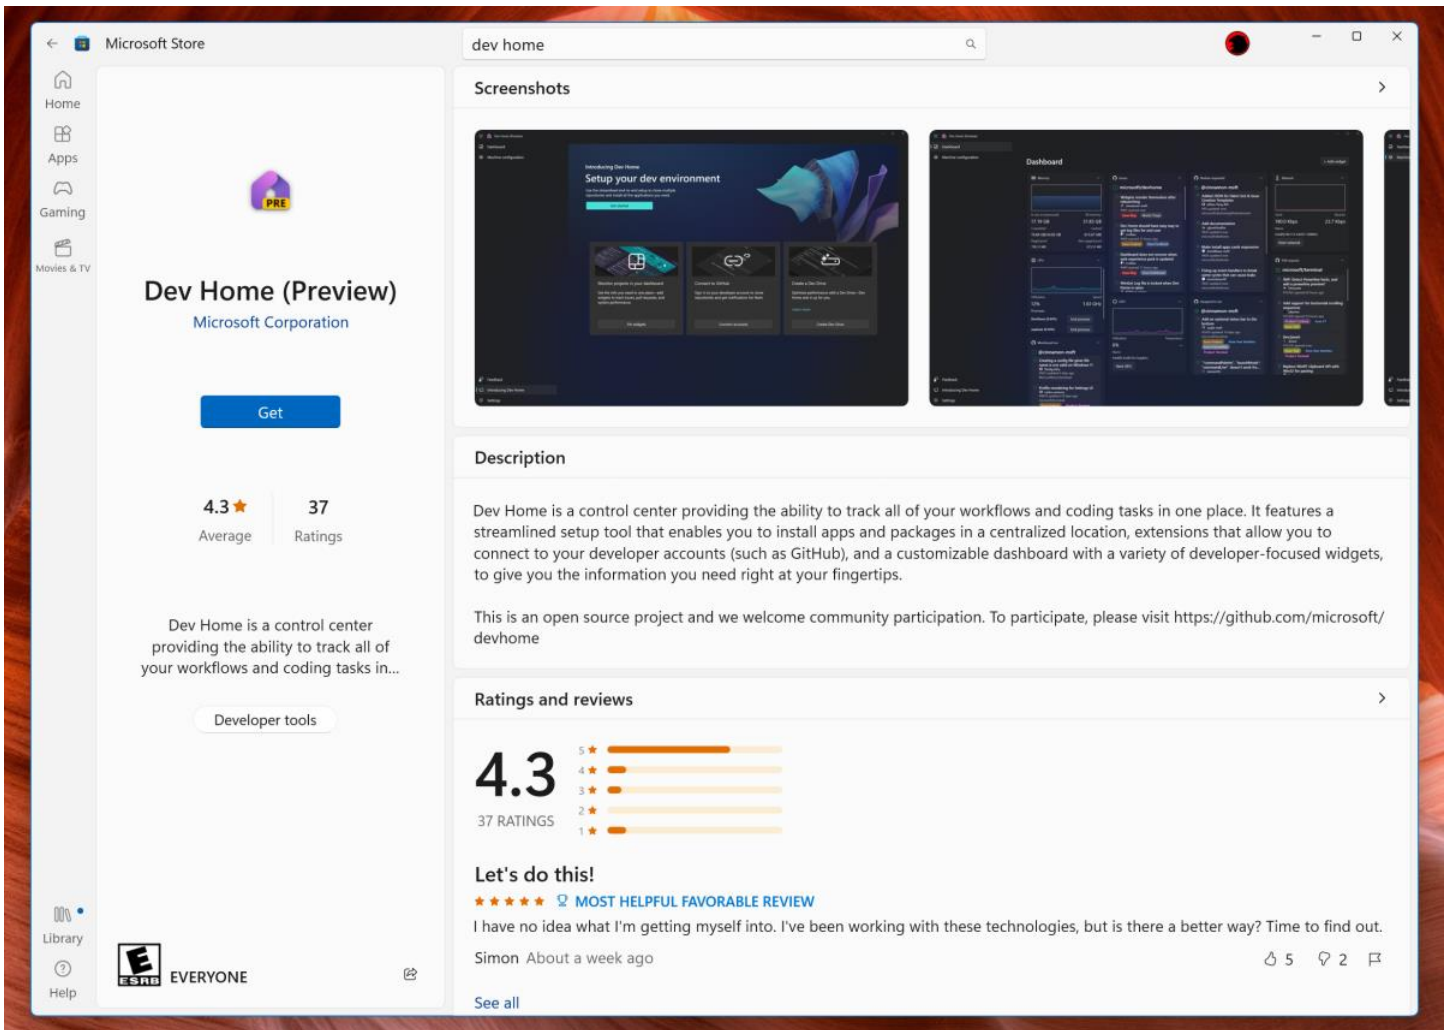 Microsoft Store
dev home
Home
Apps
Gaming
Movies & TV
Library
Help
PRE
Dev Home (Preview)
Microsoft Corporation
Get
4.3
Average
37
Ratings
Dev Home is a control center
providing the ability to track all of
your workflows and coding tasks in...
Developer tools
E
ESRB
EVERYONE
Screenshots
Introducing Dev Home
Setup your dev environment
Dashboard
Description
Dev Home is a control center providing the ability to track all of your workflows and coding tasks in one place. It features a
streamlined setup tool that enables you to install apps and packages in a centralized location, extensions that allow you to
connect to your developer accounts (such as GitHub), and a customizable dashboard with a variety of developer-focused widgets,
to give you the information you need right at your fingertips.
This is an open source project and we welcome community participation. To participate, please visit https://github.com/microsoft/
devhome
Ratings and reviews
4.3
37 RATINGS
5
4
3
2
1
Let's do this!
MOST HELPFUL FAVORABLE REVIEW
I have no idea what I'm getting myself into. I've been working with these technologies, but is there a better way? Time to find out.
Simon About a week ago
5 2
See all